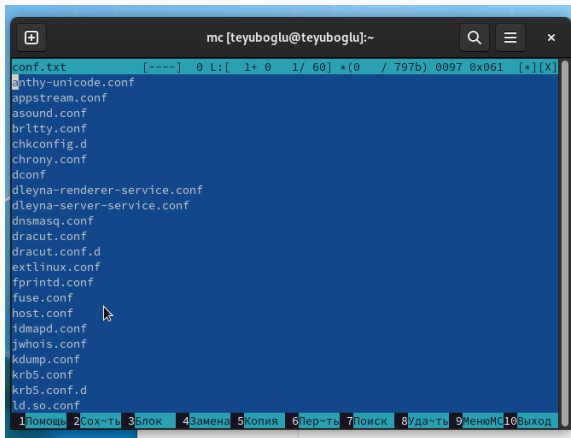 mc [teyuboglu@teyuboglu]:~
conf.txt [----] 0 L:[ 1+ 0 1/ 60] *(0 / 797b) 0097 0x061 [*][X]
anthy-unicode.conf
appstream.conf
asound.conf
brltty.conf
chkconfig.d
chrony.conf
dconf
dleyna-renderer-service.conf
dleyna-server-service.conf
dnsmasq.conf
dracut.conf
dracut.conf.d
extlinux.conf
fprintd.conf
fuse.conf
host.conf
idmapd.conf
jwhois.conf
kdump.conf
krb5.conf
krb5.conf.d
ld.so.conf
1Помощь 2Сох~ть 3Блок 4Замена 5Копия 6Пер~ть 7Поиск 8Уда~ть 9МенюMC 10Выход